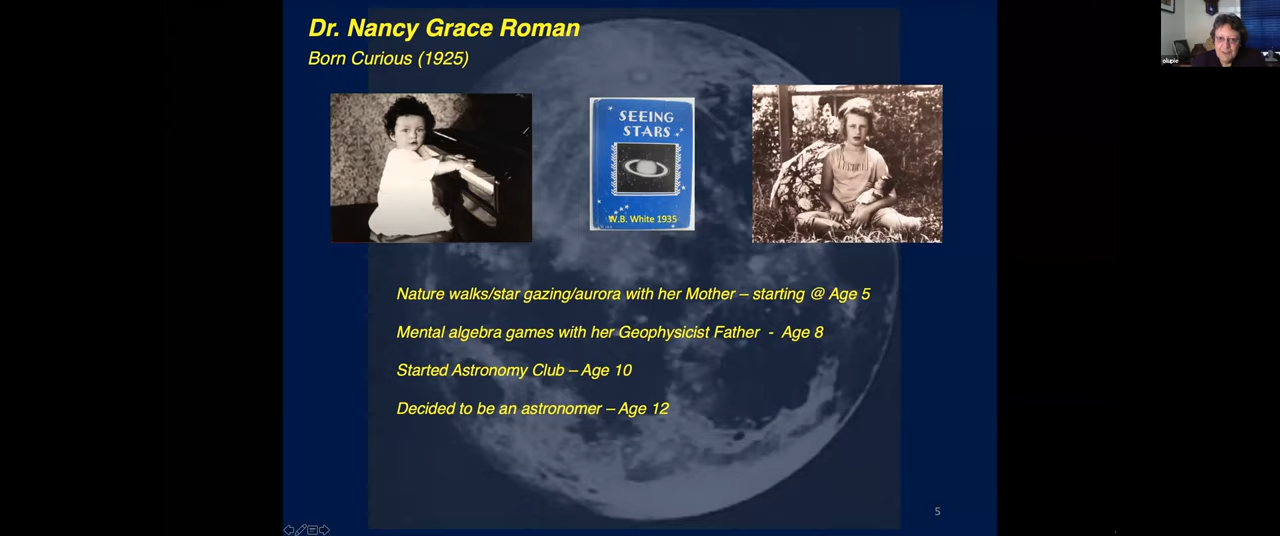 Dr. Nancy Grace Roman
Born Curious (1925)
SEEING
STARS
W.B. White 1935
Nature walks/star gazing/aurora with her Mother – starting @ Age 5
Mental algebra games with her Geophysicist Father - Age 8
Started Astronomy Club – Age 10
Decided to be an astronomer – Age 12
5
olupie